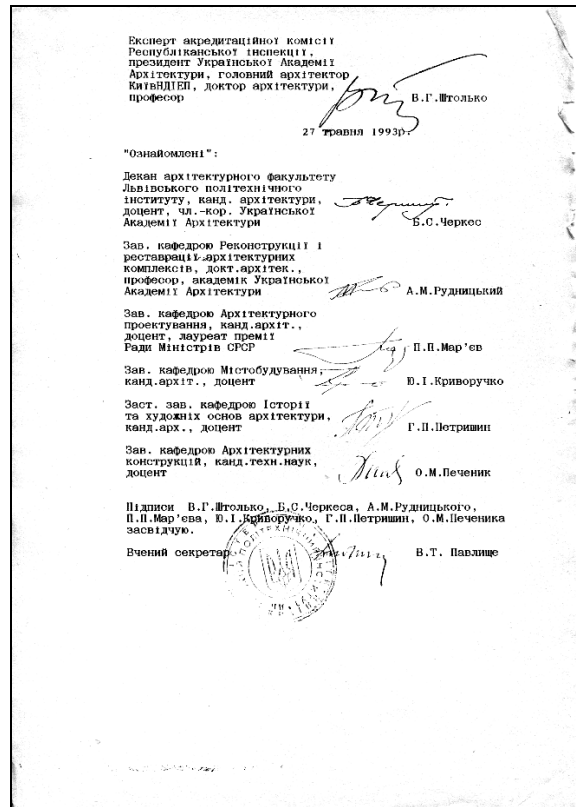 Експерт акредитаційної комісії
Республіканської інспекції,
президент Української Академії
Архітектури, головний архітектор
КиївНДІЕП, доктор архітектури,
професор В.Г.Штолько
27 травня 1993р.
"Ознайомлені":
Декан архітектурного факультету
Львівського політехнічного
інституту, канд. архітектури,
доцент, чл.-кор. Української
Академії Архітектури Б.С.Черкес
Зав. кафедрою Реконструкції і
реставрації архітектурних
комплексів, докт.архітек.,
професор, академік Української
Академії Архітектури А.М.Рудницький
Зав. кафедрою Архітектурного
проектування, канд.архіт.,
доцент, лауреат премії
Ради Міністрів СРСР П.П.Мар'єв
Зав. кафедрою Містобудування,
канд.архіт., доцент Ю.І.Криворучко
Заст. зав. кафедрою Історії
та художніх основ архітектури,
канд.арх., доцент Г.П.Петришин
Зав. кафедрою Архітектурних
конструкцій, канд.техн.наук,
доцент О.М.Печеник
Підписи В.Г.Штолько, Б.С.Черкеса, А.М.Рудницького,
П.П.Мар'єва, Ю.І.Криворучко, Г.П.Петришин, О.М.Печеника
засвідчую.
Вчений секретар В.Т. Павлище